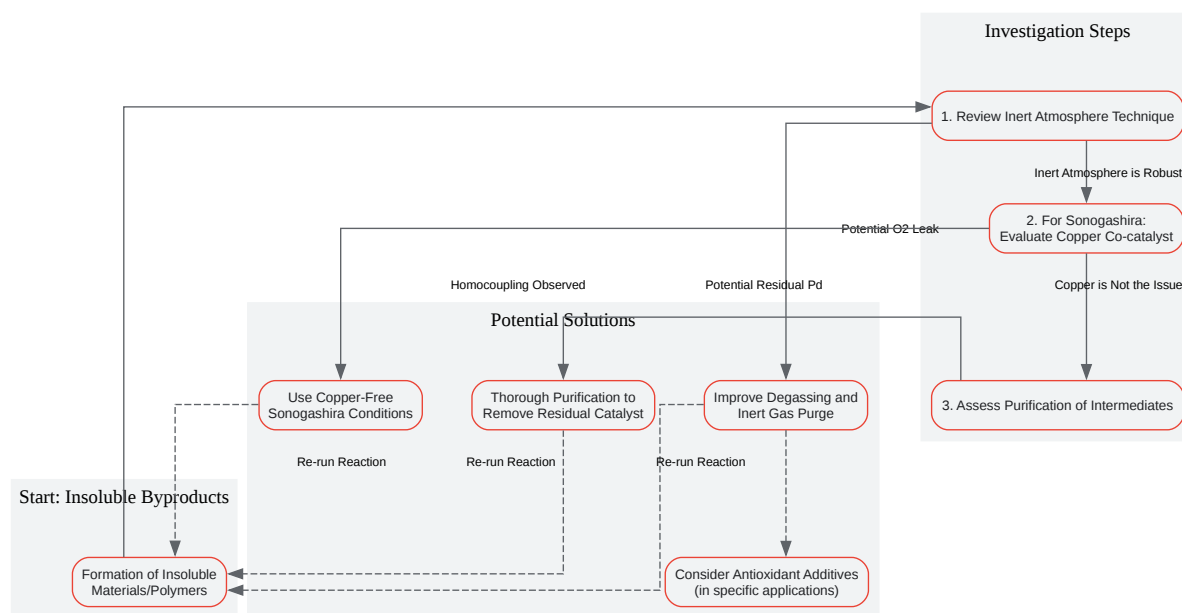 Investigation Steps
1. Review Inert Atmosphere Technique
Inert Atmosphere is Robust
2. For Sonogashira:
Evaluate Copper Co-catalyst
Potential O2 Leak
Homocoupling Observed
Potential Residual Pd
Copper is Not the Issue
Potential Solutions
Use Copper-Free
Sonogashira Conditions
Thorough Purification to
Remove Residual Catalyst
Improve Degassing and
Inert Gas Purge
3. Assess Purification of Intermediates
Re-run Reaction
Re-run Reaction
Re-run Reaction
Start: Insoluble Byproducts
Formation of Insoluble
Materials/Polymers
Consider Antioxidant Additives
(in specific applications)